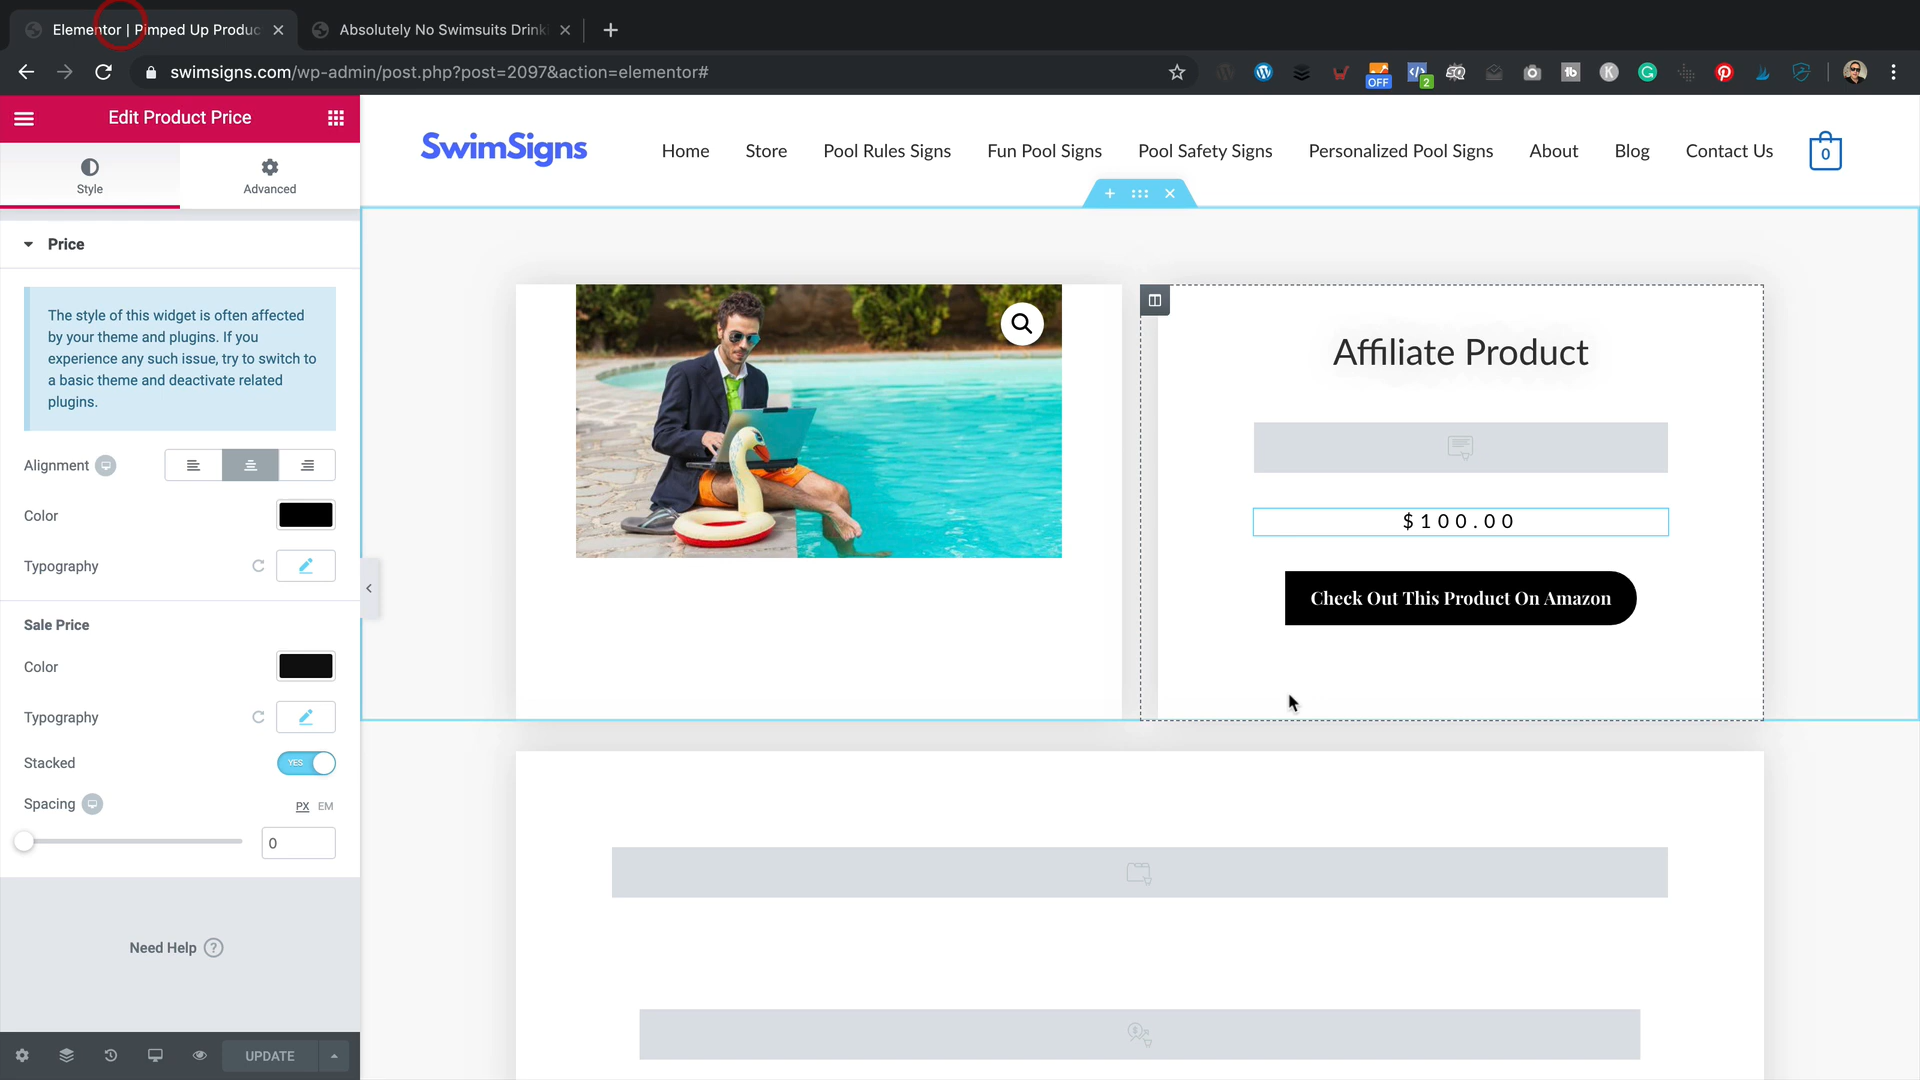 Elementor | Pimped Up Produc
Absolutely No Swimsuits Drink
swimsigns.com/wp-admin/post.php?post=2097&action=elementor#
OFF
2
Edit Product Price
Style
Advanced
SwimSigns
Home
Store
Pool Rules Signs
Fun Pool Signs
Pool Safety Signs
Personalized Pool Signs
About
Blog
Contact Us
0
Price
The style of this widget is often affected
by your theme and plugins. If you
experience any such issue, try to switch to
a basic theme and deactivate related
plugins.
Alignment
Color
Typography
Sale Price
Color
Typography
Stacked
YES
Spacing
PX
EM
0
Need Help ?
UPDATE
Affiliate Product
$100.00
Check Out This Product On Amazon